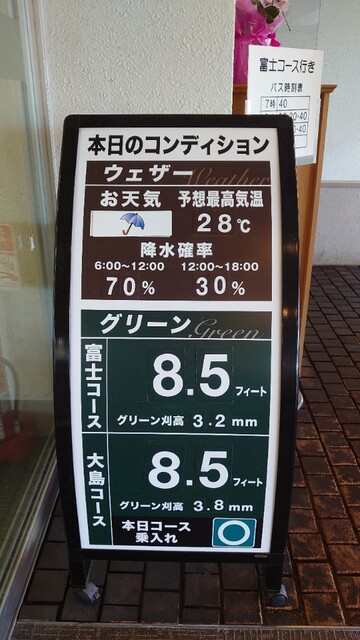 富士コース行き
バス時刻表
7時 40
本日のコンディション
ウェザー Weather
お天気 予想最高気温
28℃
降水確率
6:00～12:00 12:00～18:00
70% 30%
グリーン Green
富士コース
8.5フィート
グリーン刈高 3.2mm
大島コース
8.5フィート
グリーン刈高 3.8mm
本日コース
乗入れ